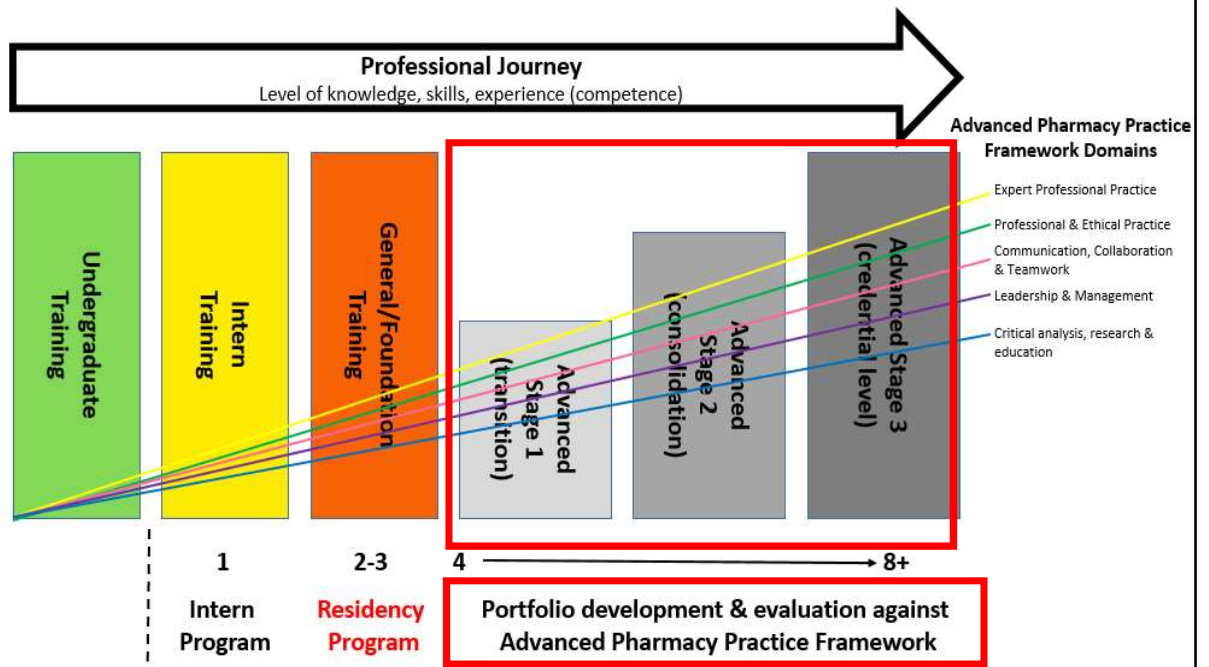 Professional Journey
Level of knowledge, skills, experience (competence)
Advanced Pharmacy Practice
Framework Domains
Expert Professional Practice
Professional & Ethical Practice
Communication, Collaboration
& Teamwork
Leadership & Management
Critical analysis, research &
education
Undergraduate
Training
Intern
Training
General/Foundation
Training
Advanced
Stage 1
(transition)
Advanced
Stage 2
(consolidation)
Advanced Stage 3
(credential level)
1
2-3
4
8+
Intern
Program
Residency
Program
Portfolio development & evaluation against
Advanced Pharmacy Practice Framework